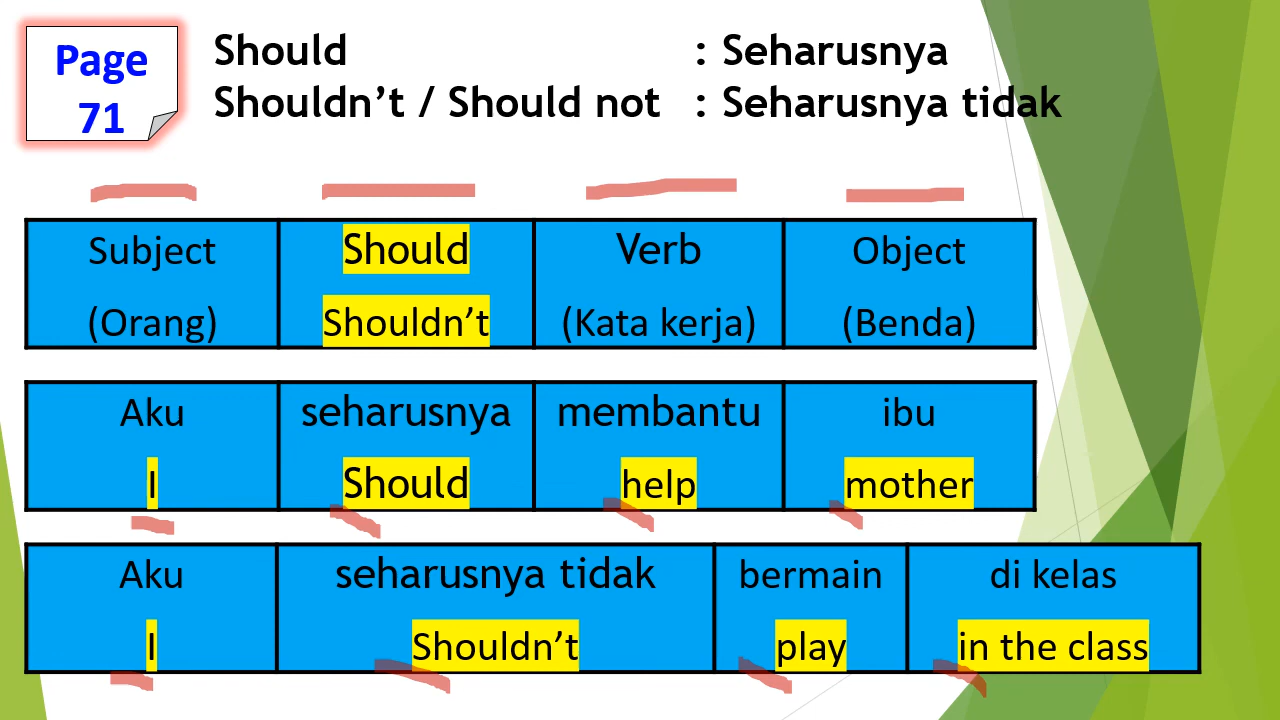 Page
71
Should : Seharusnya
Shouldn’t / Should not : Seharusnya tidak
Subject Should Verb Object
(Orang) Shouldn’t (Kata kerja) (Benda)
Aku seharusnya membantu ibu
I Should help mother
Aku seharusnya tidak bermain di kelas
I Shouldn’t play in the class